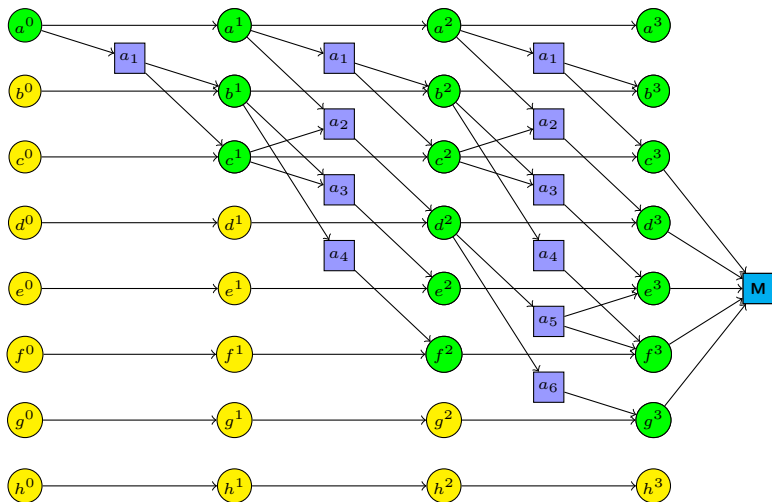 a⁰ a¹ a² a³
a₁ a₁ a₁
b⁰ b¹ b² b³
a₂ a₂
c⁰ c¹ c² c³
a₃ a₃
d⁰ d¹ d² d³
a₄ a₄
e⁰ e¹ e² e³ M
a₅
f⁰ f¹ f² f³
a₆
g⁰ g¹ g² g³
h⁰ h¹ h² h³